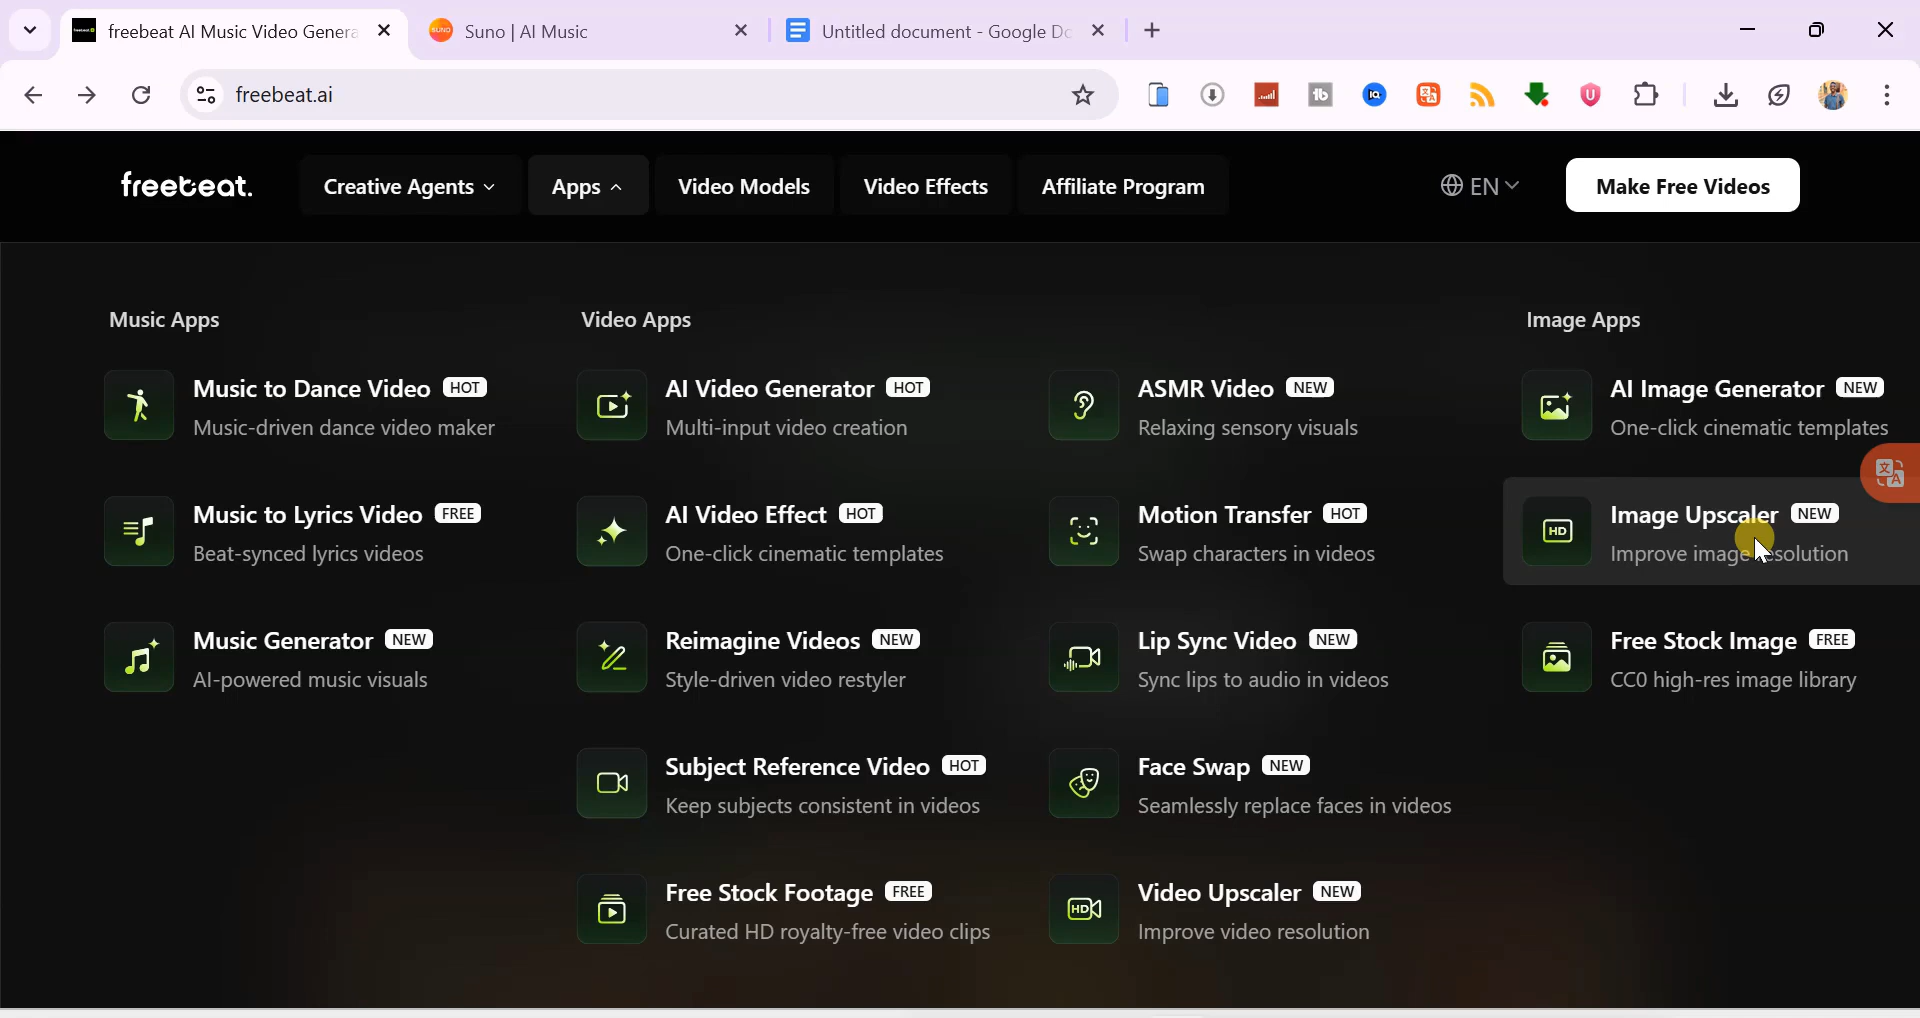 freebeat AI Music Video Genera
Suno | AI Music
Untitled document - Google Do
freebeat.ai
freebeat.
Creative Agents
Apps
Video Models
Video Effects
Affiliate Program
EN
Make Free Videos
Music Apps
Music to Dance Video HOT
Music-driven dance video maker
Music to Lyrics Video FREE
Beat-synced lyrics videos
Music Generator NEW
AI-powered music visuals
Video Apps
AI Video Generator HOT
Multi-input video creation
AI Video Effect HOT
One-click cinematic templates
Reimagine Videos NEW
Style-driven video restyler
Subject Reference Video HOT
Keep subjects consistent in videos
Free Stock Footage FREE
Curated HD royalty-free video clips
ASMR Video NEW
Relaxing sensory visuals
Motion Transfer HOT
Swap characters in videos
Lip Sync Video NEW
Sync lips to audio in videos
Face Swap NEW
Seamlessly replace faces in videos
HD
Video Upscaler NEW
Improve video resolution
Image Apps
AI Image Generator NEW
One-click cinematic templates
HD
Image Upscaler NEW
Improve image resolution
Free Stock Image FREE
CC0 high-res image library